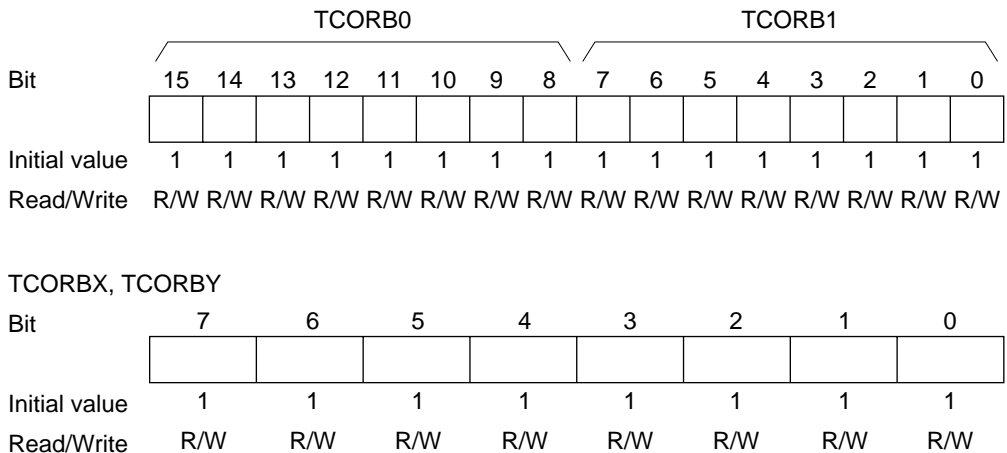 TCORB0 TCORB1
Bit 15 14 13 12 11 10 9 8 7 6 5 4 3 2 1 0
Initial value 1 1 1 1 1 1 1 1 1 1 1 1 1 1 1 1
Read/Write R/W R/W R/W R/W R/W R/W R/W R/W R/W R/W R/W R/W R/W R/W R/W R/W
TCORBX, TCORBY
Bit 7 6 5 4 3 2 1 0
Initial value 1 1 1 1 1 1 1 1
Read/Write R/W R/W R/W R/W R/W R/W R/W R/W